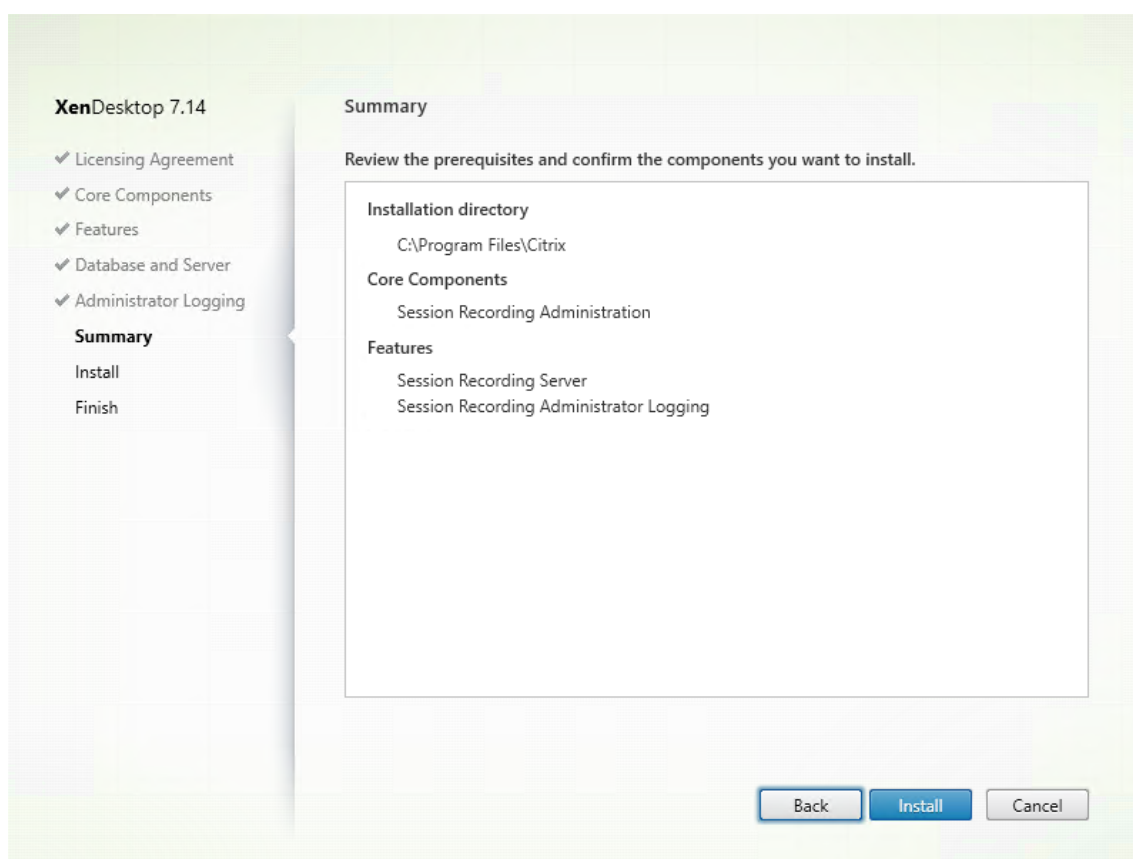 XenDesktop 7.14
Licensing Agreement
Core Components
Features
Database and Server
Administrator Logging
Summary
Install
Finish
Summary
Review the prerequisites and confirm the components you want to install.
Installation directory
C:\Program Files\Citrix
Core Components
Session Recording Administration
Features
Session Recording Server
Session Recording Administrator Logging
Back
Install
Cancel